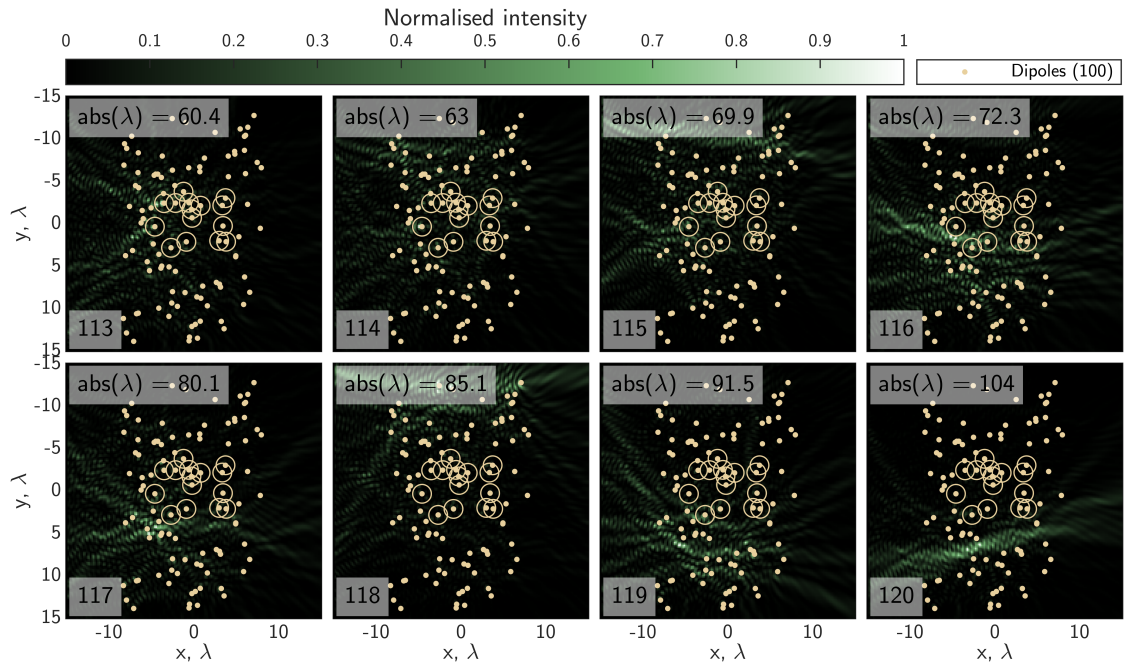 Normalised intensity
0 0.1 0.2 0.3 0.4 0.5 0.6 0.7 0.8 0.9 1
Dipoles (100)
-15
-10
-5
0
5
10
15
y, λ
abs(λ) = 60.4
113
abs(λ) = 63
114
abs(λ) = 69.9
115
abs(λ) = 72.3
116
-15
-10
-5
0
5
10
15
y, λ
abs(λ) = 80.1
117
abs(λ) = 85.1
118
abs(λ) = 91.5
119
abs(λ) = 104
120
-10 0 10
-10 0 10
-10 0 10
-10 0 10
x, λ
x, λ
x, λ
x, λ